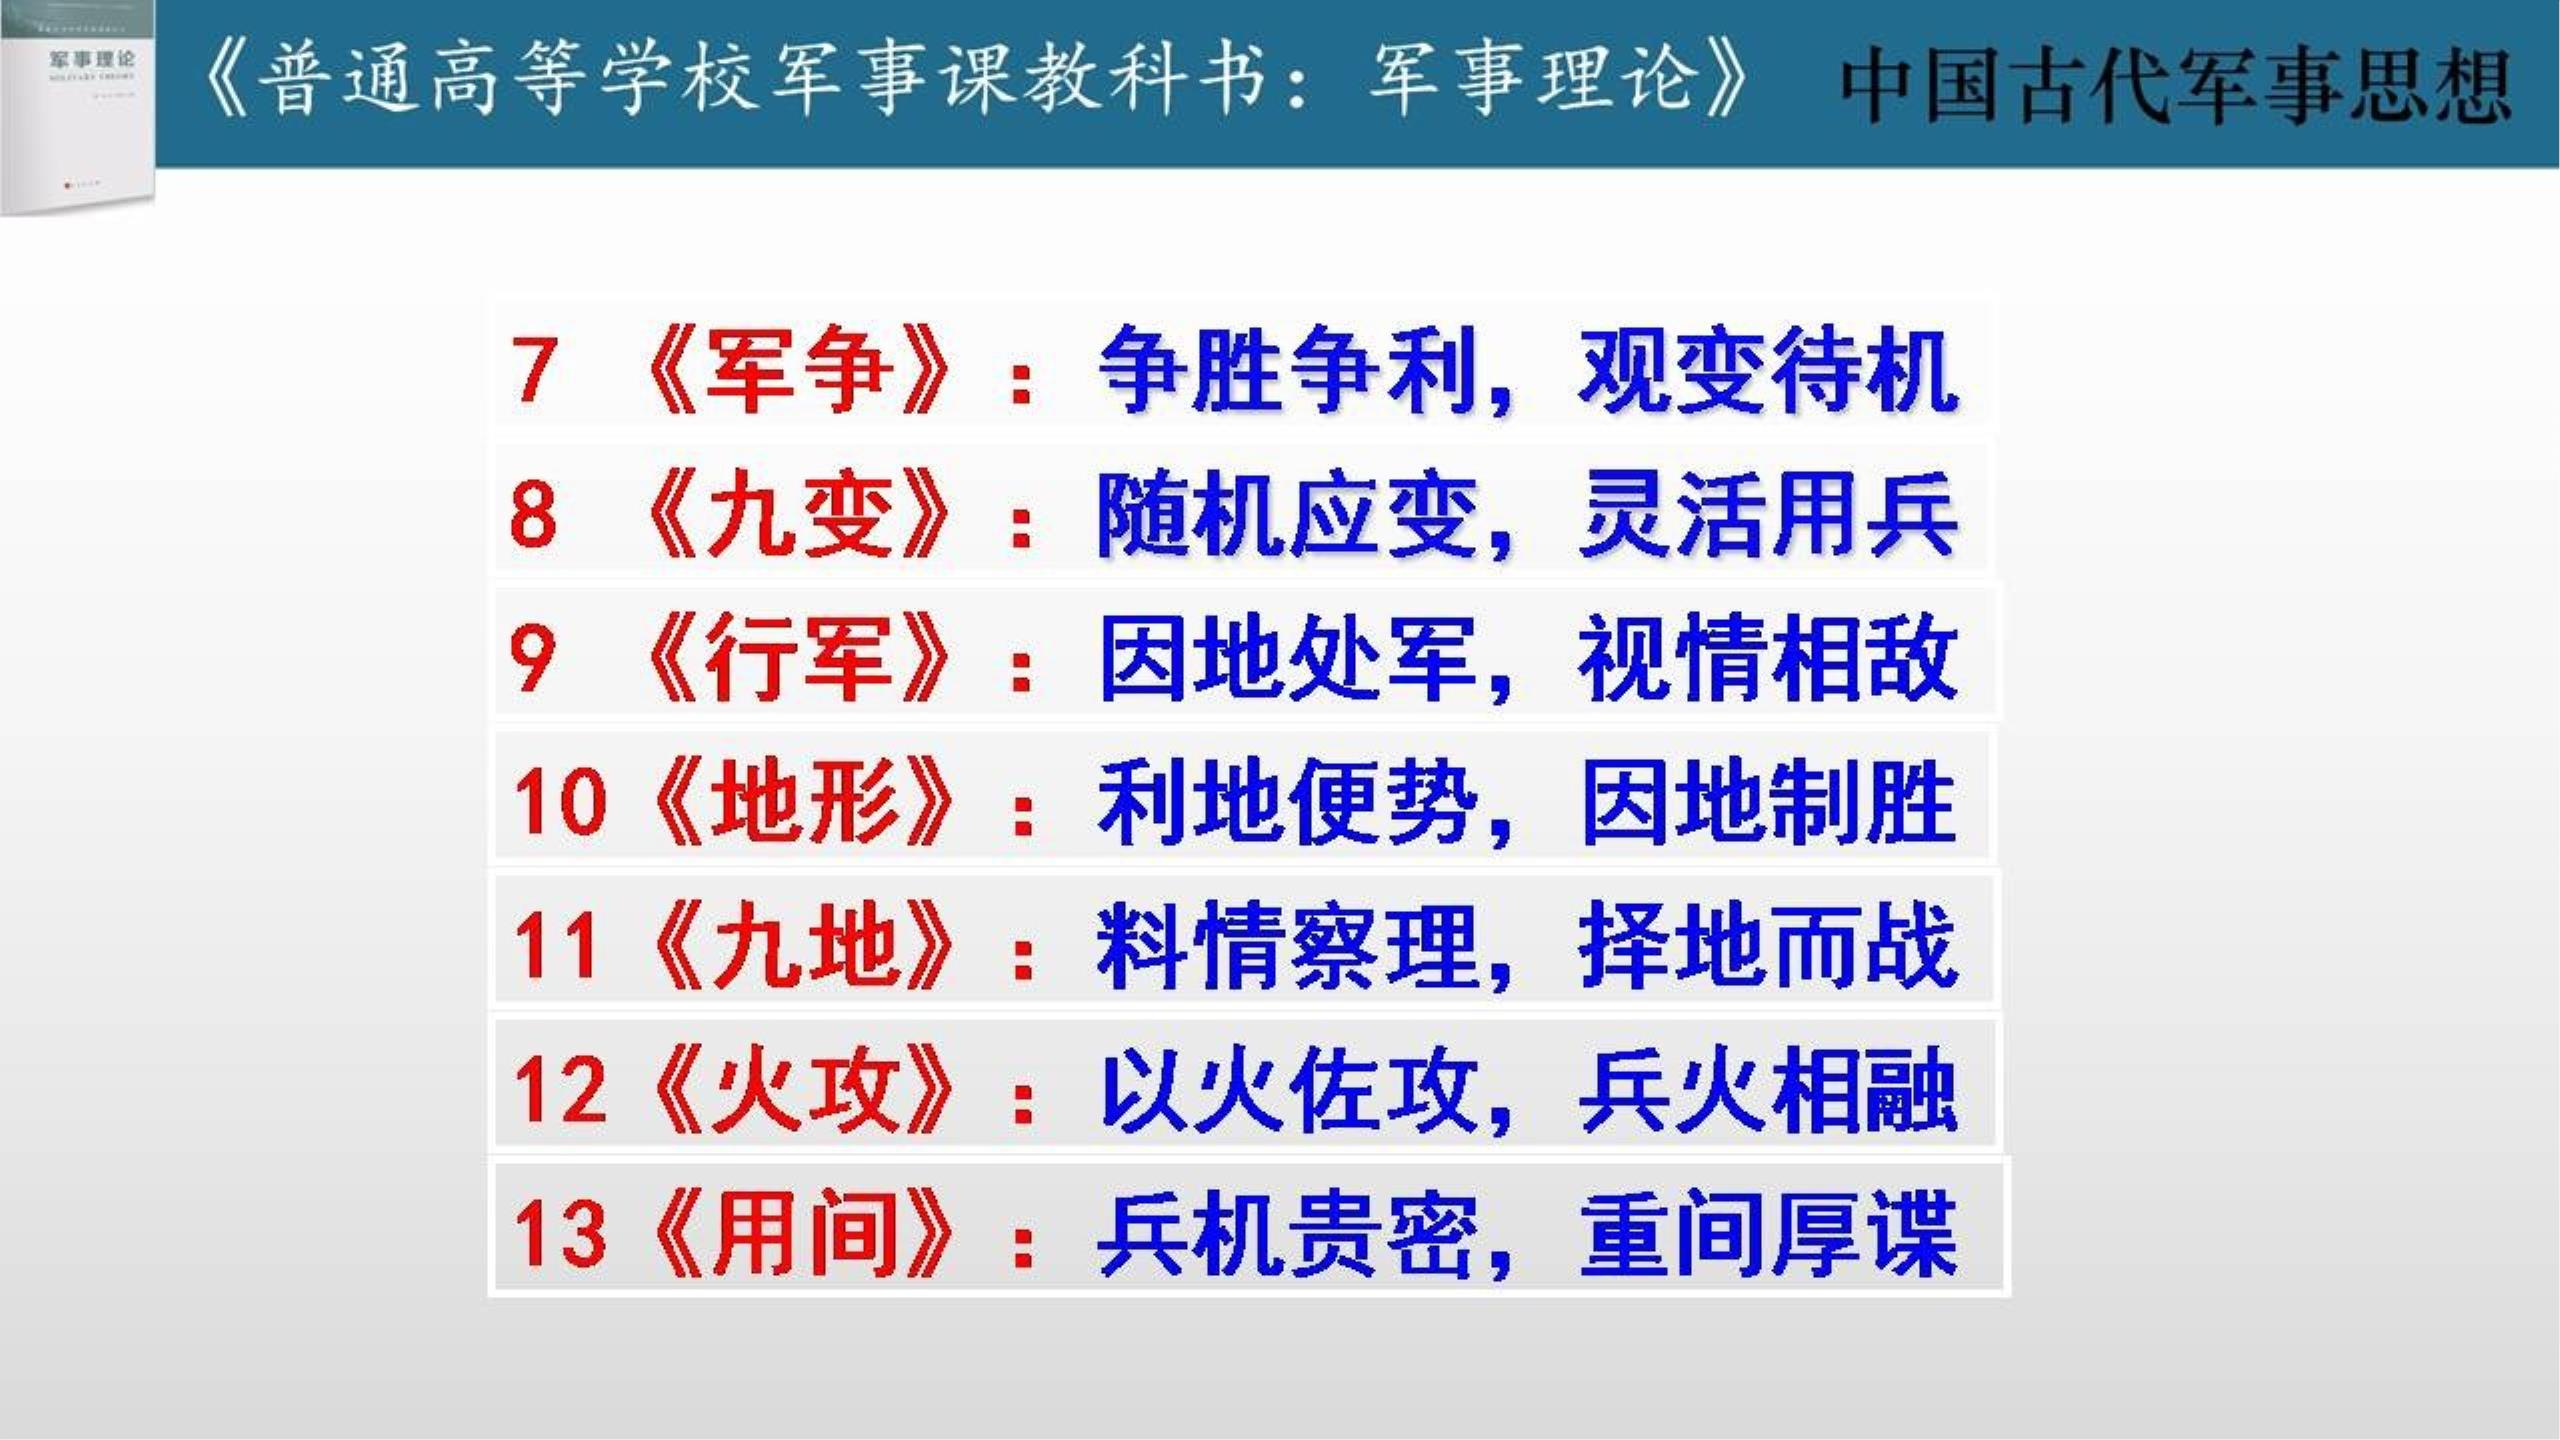 军事理论
MILITARY THEORY
《普通高等学校军事课教科书：军事理论》 中国古代军事思想
7 《军争》：争胜争利，观变待机
8 《九变》：随机应变，灵活用兵
9 《行军》：因地处军，视情相敌
10《地形》：利地便势，因地制胜
11《九地》：料情察理，择地而战
12《火攻》：以火佐攻，兵火相融
13《用间》：兵机贵密，重间厚谍